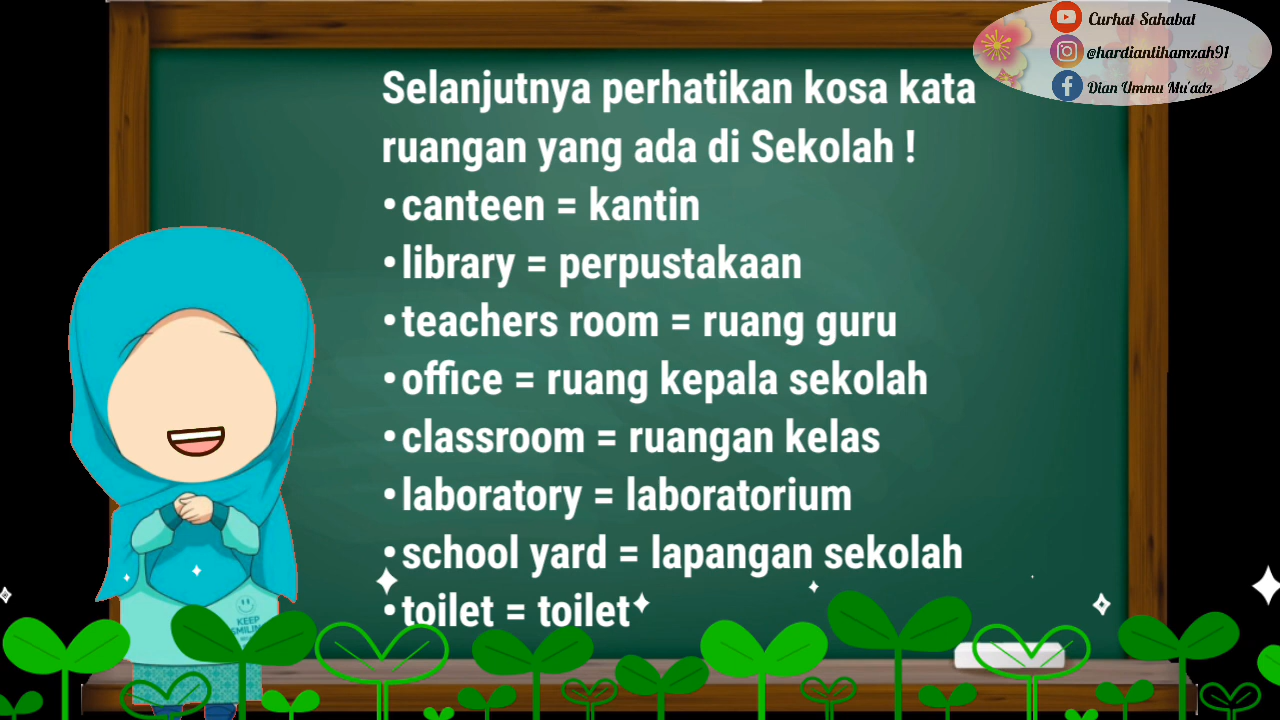 Curhat Sahabat
@hardiantihamzah91
Dian Ummu Mu'adz
Selanjutnya perhatikan kosa kata
ruangan yang ada di Sekolah !
•canteen = kantin
•library = perpustakaan
•teachers room = ruang guru
•office = ruang kepala sekolah
•classroom = ruangan kelas
•laboratory = laboratorium
•school yard = lapangan sekolah
•toilet = toilet
KEEP